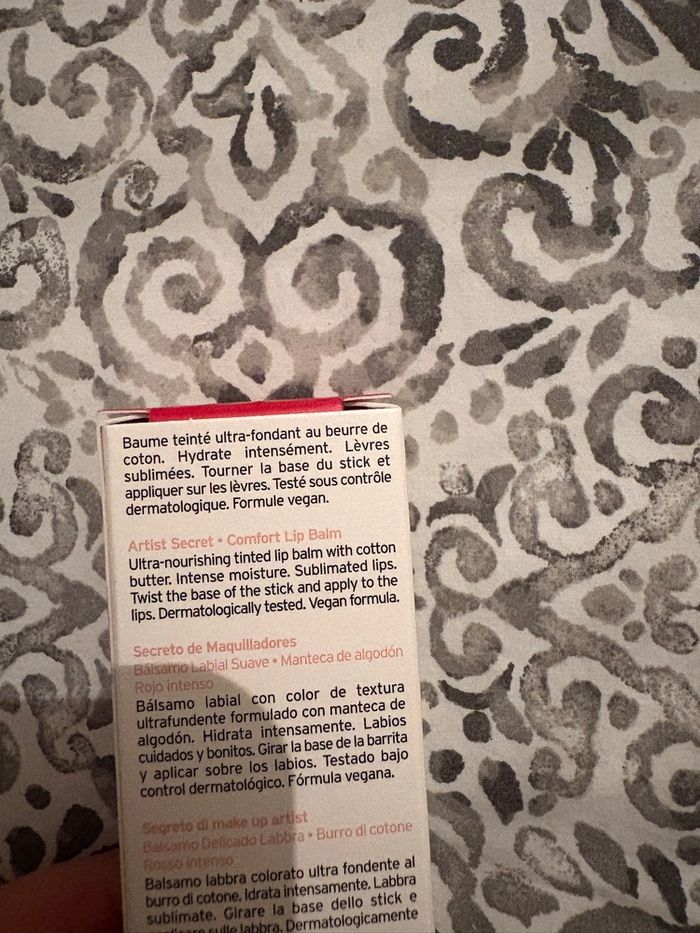 Baume teinté ultra-fondant au beurre de
coton. Hydrate intensément. Lèvres
sublimées. Tourner la base du stick et
appliquer sur les lèvres. Testé sous contrôle
dermatologique. Formule vegan.
Artist Secret • Comfort Lip Balm
Ultra-nourishing tinted lip balm with cotton
butter. Intense moisture. Sublimated lips.
Twist the base of the stick and apply to the
lips. Dermatologically tested. Vegan formula.
Secreto de Maquilladores
Bálsamo Labial Suave • Manteca de algodón
Rojo intenso
Bálsamo labial con color de textura
ultrafundente formulado con manteca de
algodón. Hidrata intensamente. Labios
cuidados y bonitos. Girar la base de la barrita
y aplicar sobre los labios. Testado bajo
control dermatológico. Fórmula vegana.
Segreto di make up artist
Balsamo Delicado Labbra • Burro di cotone
Rosso intenso
Balsamo labbra colorato ultra fondente al
burro di cotone. Idrata intensamente. Labbra
sublimate. Girare la base dello stick e
sulle labbra. Dermatologicamente